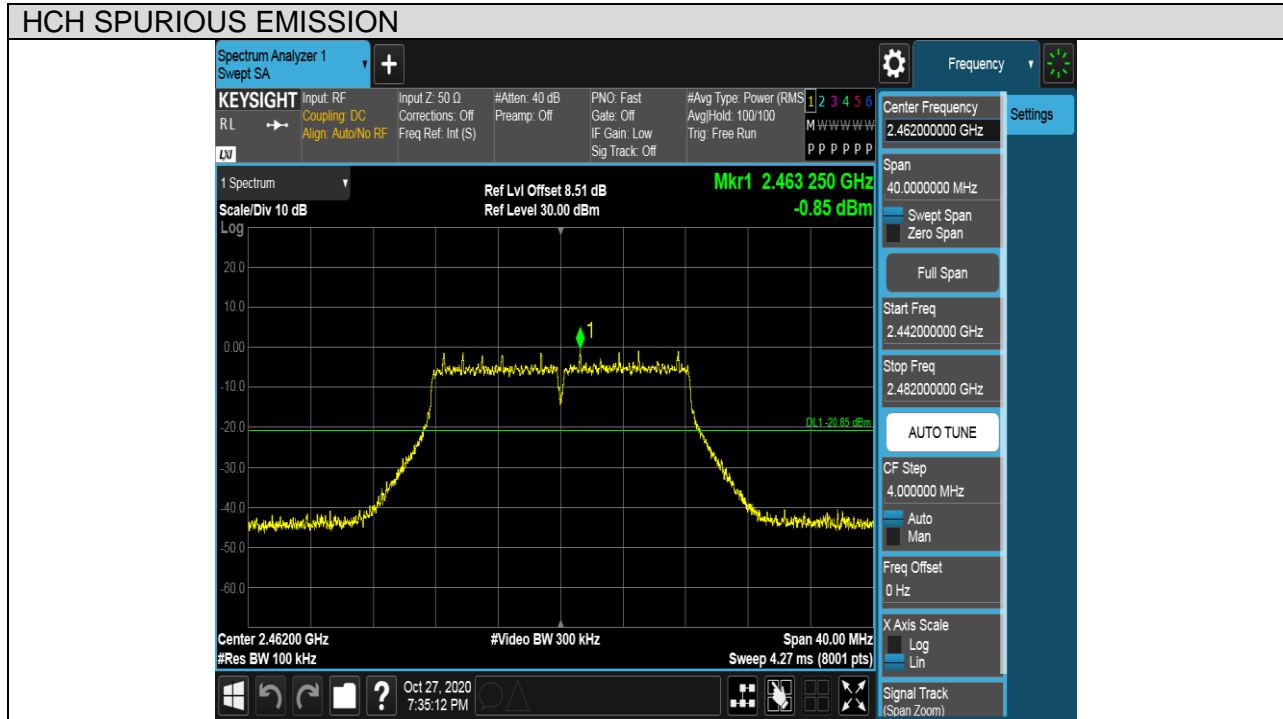 HCH SPURIOUS EMISSION
Spectrum Analyzer 1
Swept SA
+
Frequency
KEYSIGHT
RL
LXI
Input: RF
Coupling: DC
Align: Auto/No RF
Input Z: 50 Ω
Corrections: Off
Freq Ref: Int (S)
#Atten: 40 dB
Preamp: Off
PNO: Fast
Gate: Off
IF Gain: Low
Sig Track: Off
#Avg Type: Power (RMS
Avg|Hold: 100/100
Trig: Free Run
1 2 3 4 5 6
M W W W W W
P P P P P P
1 Spectrum
Scale/Div 10 dB
Ref Lvl Offset 8.51 dB
Ref Level 30.00 dBm
Mkr1 2.463 250 GHz
-0.85 dBm
Log
20.0
10.0
0.00
-10.0
-20.0
-30.0
-40.0
-50.0
-60.0
1
DL1 -20.85 dBm
Center 2.46200 GHz
#Res BW 100 kHz
#Video BW 300 kHz
Span 40.00 MHz
Sweep 4.27 ms (8001 pts)
?
Oct 27, 2020
7:35:12 PM
Center Frequency
2.462000000 GHz
Settings
Span
40.0000000 MHz
Swept Span
Zero Span
Full Span
Start Freq
2.442000000 GHz
Stop Freq
2.482000000 GHz
AUTO TUNE
CF Step
4.000000 MHz
Auto
Man
Freq Offset
0 Hz
X Axis Scale
Log
Lin
Signal Track
(Span Zoom)